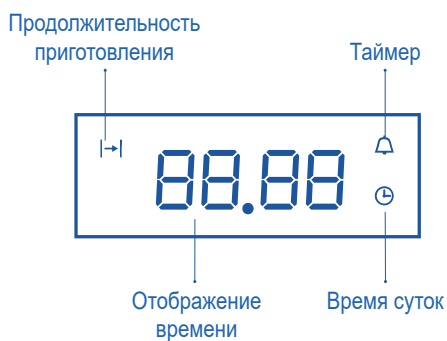 Продолжительность
приготовления
Таймер
88.88
Отображение
времени
Время суток